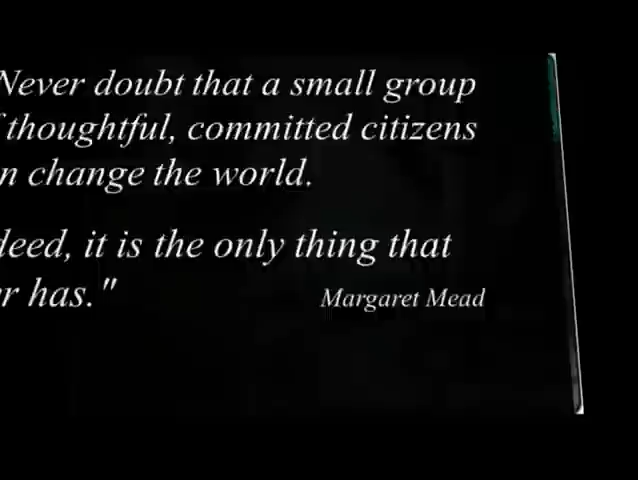 Never doubt that a small group
thoughtful, committed citizens
n change the world.
deed, it is the only thing that
r has."
Margaret Mead